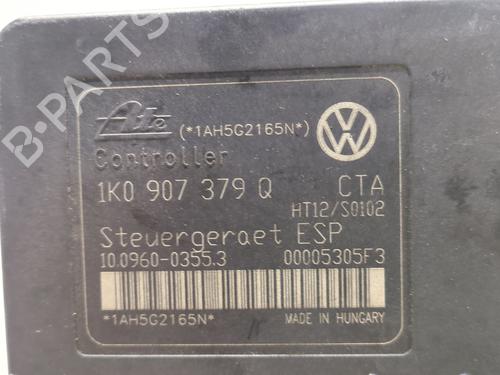 B-PARTS
Ate (*1AH5G2165N*)
Controller
1K0 907 379 Q CTA
HT12/S0102
Steuergeraet ESP
10.0960-0355.3 00005305F3
*1AH5G2165N* MADE IN HUNGARY